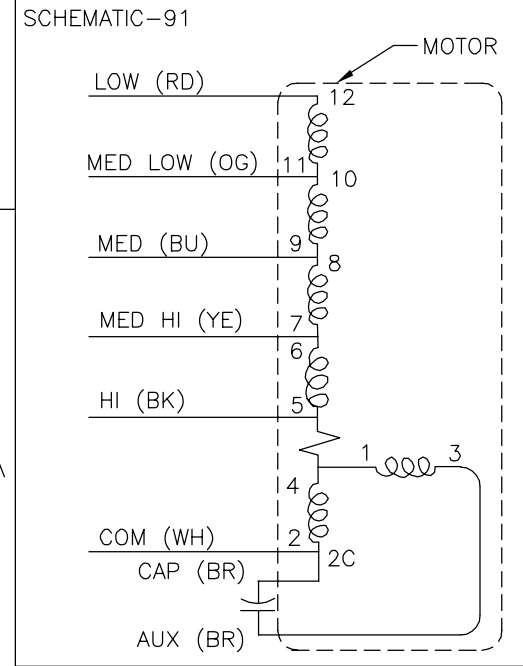 SCHEMATIC-91
MOTOR
LOW (RD)
12
MED LOW (OG)
11
10
MED (BU)
9
8
MED HI (YE)
7
6
HI (BK)
5
1
3
4
COM (WH)
2
2C
CAP (BR)
AUX (BR)